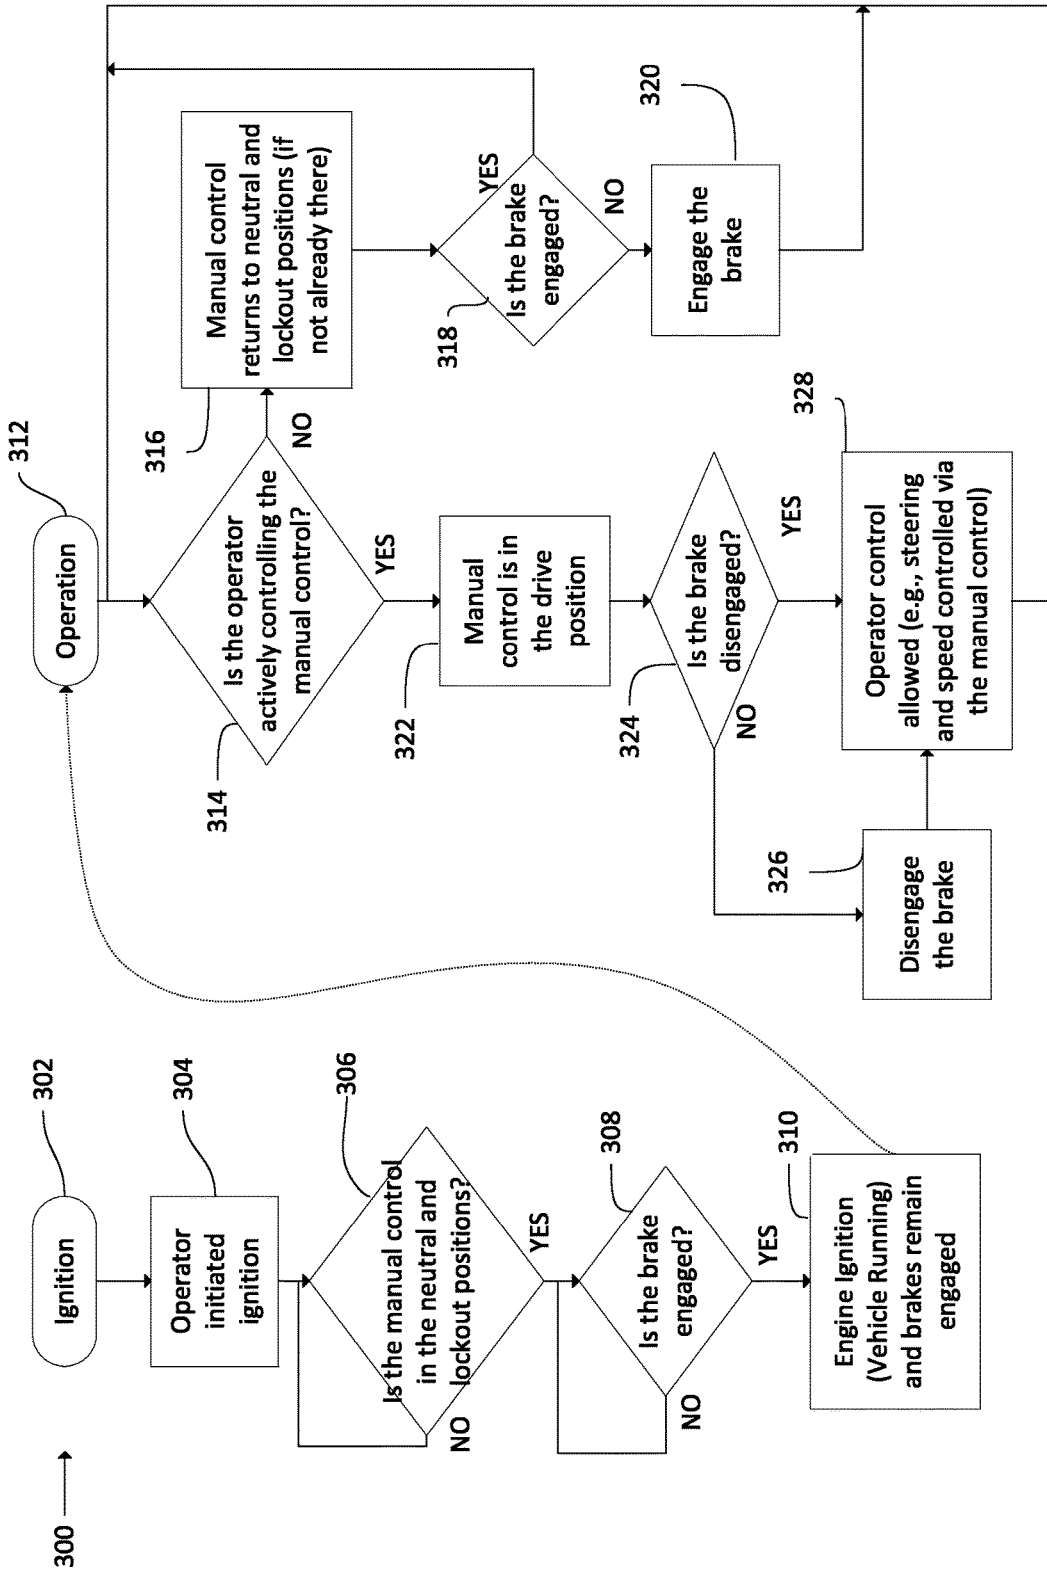 300
Ignition
302
Operator
initiated
ignition
304
Is the manual control
in the neutral and
lockout positions?
306
NO
YES
Is the brake
engaged?
308
NO
YES
Engine Ignition
(Vehicle Running)
and brakes remain
engaged
310
Operation
312
Is the operator
actively controlling the
manual control?
314
NO
YES
Manual control
returns to neutral and
lockout positions (if
not already there)
316
Is the brake
engaged?
318
YES
NO
Engage the
brake
320
Manual
control is in
the drive
position
322
Is the brake
disengaged?
324
NO
YES
Disengage
the brake
326
Operator control
allowed (e.g., steering
and speed controlled via
the manual control)
328